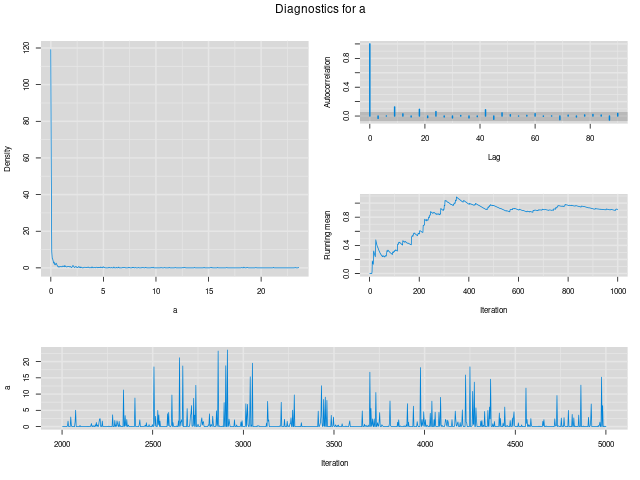 Diagnostics for a
Density
0 20 40 60 80 100 120
0 5 10 15 20
a
Autocorrelation
0.0 0.4 0.8
0 20 40 60 80
Lag
Running mean
0.0 0.4 0.8
0 200 400 600 800 1000
Iteration
a
0 5 10 15 20
2000 2500 3000 3500 4000 4500 5000
Iteration